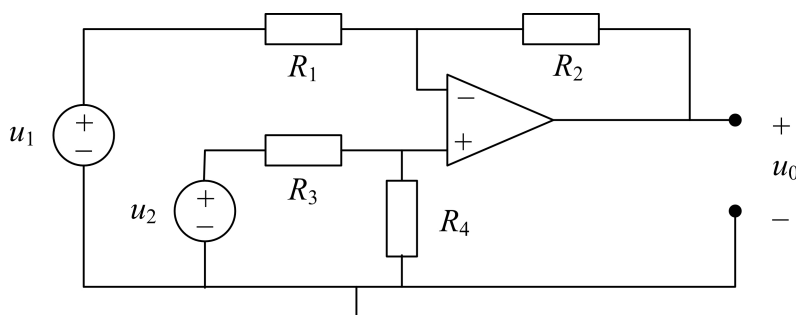 R₁
R₂
−
+
u₁
+
−
R₃
+
u₀
−
u₂
+
−
R₄